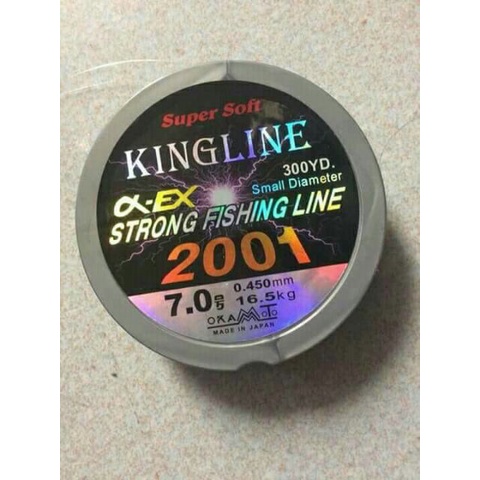 Super Soft
KINGLINE
300YD.
α-EX
Small Diameter
STRONG FISHING LINE
2001
7.0号
0.450mm
16.5kg
OKAMOTO
MADE IN JAPAN